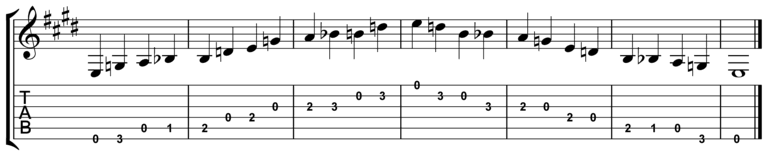 0
T 0 3 3 0
A 0 2 3 3 2 0
0 2 2 0
B 0 1 2 2 1 0
0 3 3 0